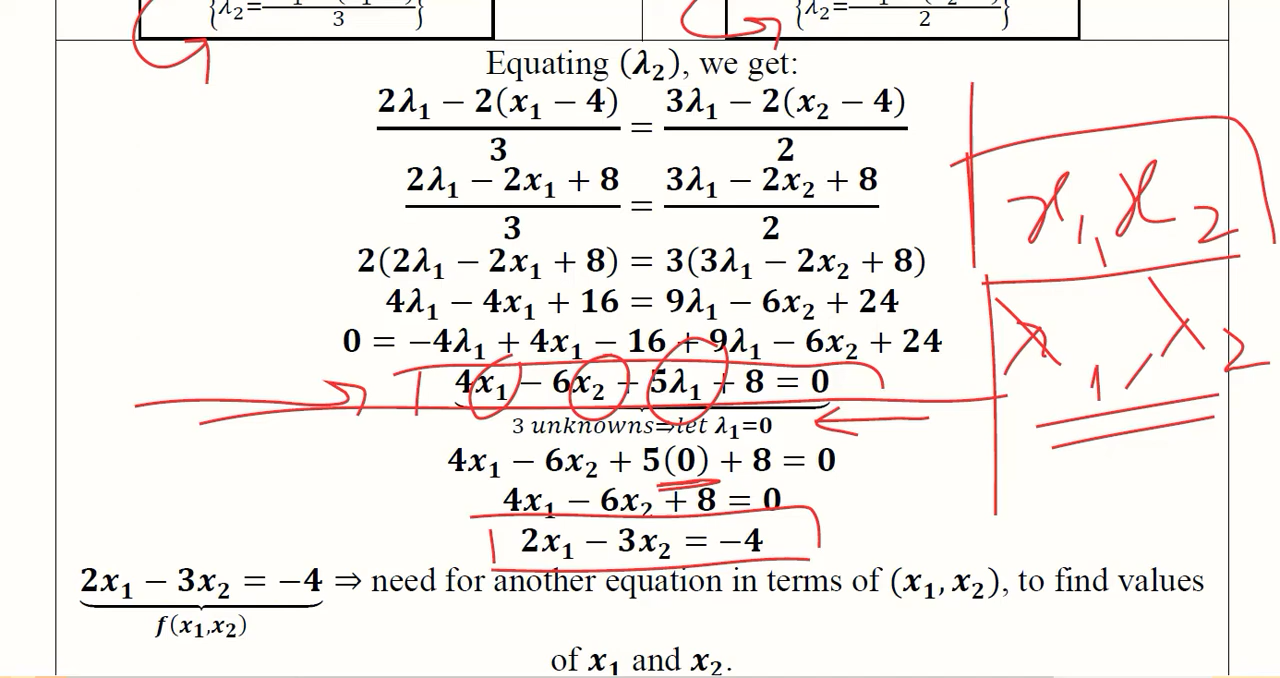 {λ₂= 3 }
{λ₂= 2 }
Equating (λ₂), we get:
2λ₁ − 2(x₁ − 4) / 3 = 3λ₁ − 2(x₂ − 4) / 2
2λ₁ − 2x₁ + 8 / 3 = 3λ₁ − 2x₂ + 8 / 2
2(2λ₁ − 2x₁ + 8) = 3(3λ₁ − 2x₂ + 8)
4λ₁ − 4x₁ + 16 = 9λ₁ − 6x₂ + 24
0 = −4λ₁ + 4x₁ − 16 + 9λ₁ − 6x₂ + 24
4x₁ − 6x₂ + 5λ₁ + 8 = 0
3 unknowns⇒let λ₁=0
4x₁ − 6x₂ + 5(0) + 8 = 0
4x₁ − 6x₂ + 8 = 0
2x₁ − 3x₂ = −4
2x₁ − 3x₂ = −4 ⇒ need for another equation in terms of (x₁, x₂), to find values
f(x₁,x₂)
of x₁ and x₂.
x₁, x₂
λ₁, λ₂